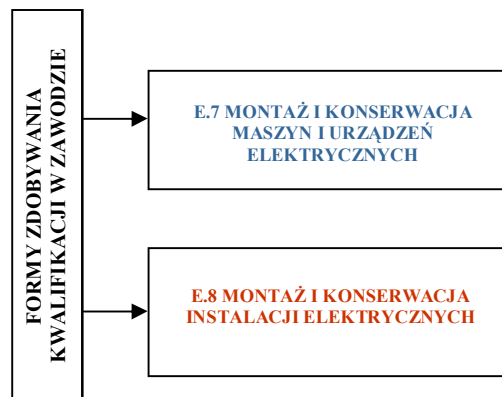 FORMY ZDOBYWANIA
KWALIFIKACJI W ZAWODZIE
E.7 MONTAŻ I KONSERWACJA
MASZYN I URZĄDZEŃ
ELEKTRYCZNYCH
E.8 MONTAŻ I KONSERWACJA
INSTALACJI ELEKTRYCZNYCH